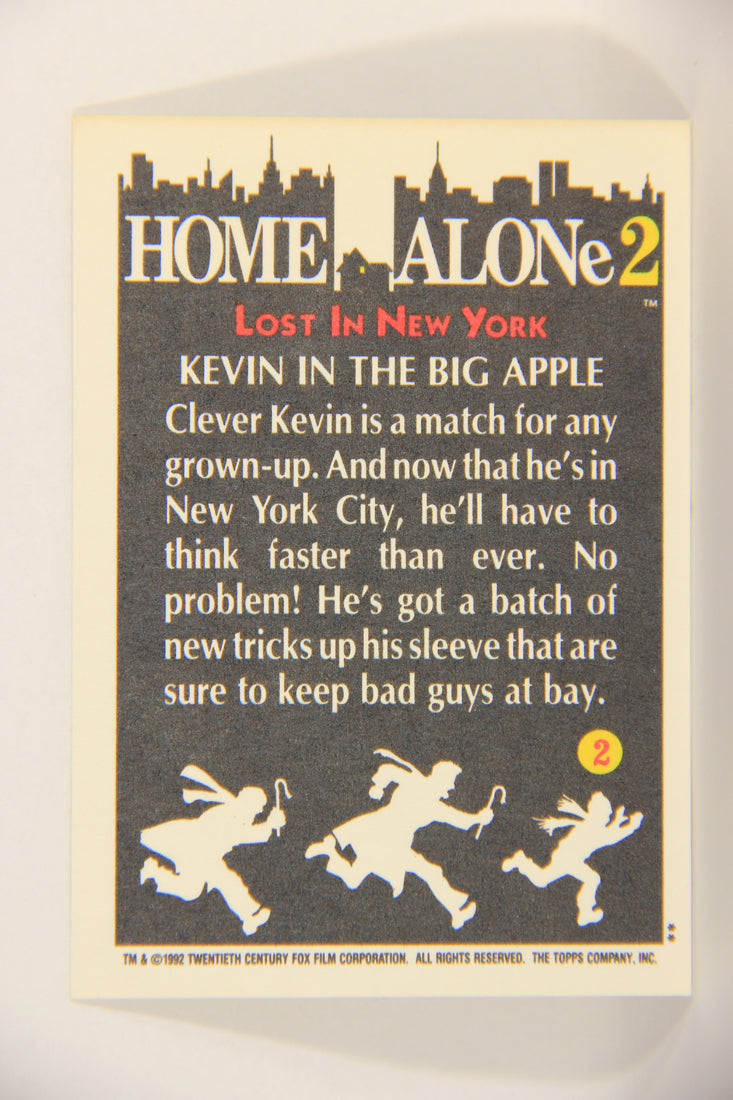 HOME ALONe 2
TM
LOST IN NEW YORK
KEVIN IN THE BIG APPLE
Clever Kevin is a match for any
grown-up. And now that he's in
New York City, he'll have to
think faster than ever. No
problem! He's got a batch of
new tricks up his sleeve that are
sure to keep bad guys at bay.
2
**
TM & ©1992 TWENTIETH CENTURY FOX FILM CORPORATION. ALL RIGHTS RESERVED. THE TOPPS COMPANY, INC.